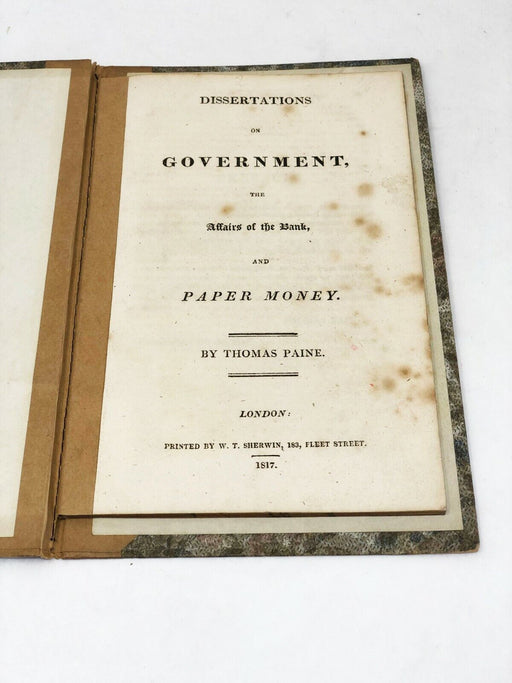 DISSERTATIONS
ON
GOVERNMENT,
THE
Affairs of the Bank,
AND
PAPER MONEY.
BY THOMAS PAINE.
LONDON:
PRINTED BY W. T. SHERWIN, 183, FLEET STREET.
1817.